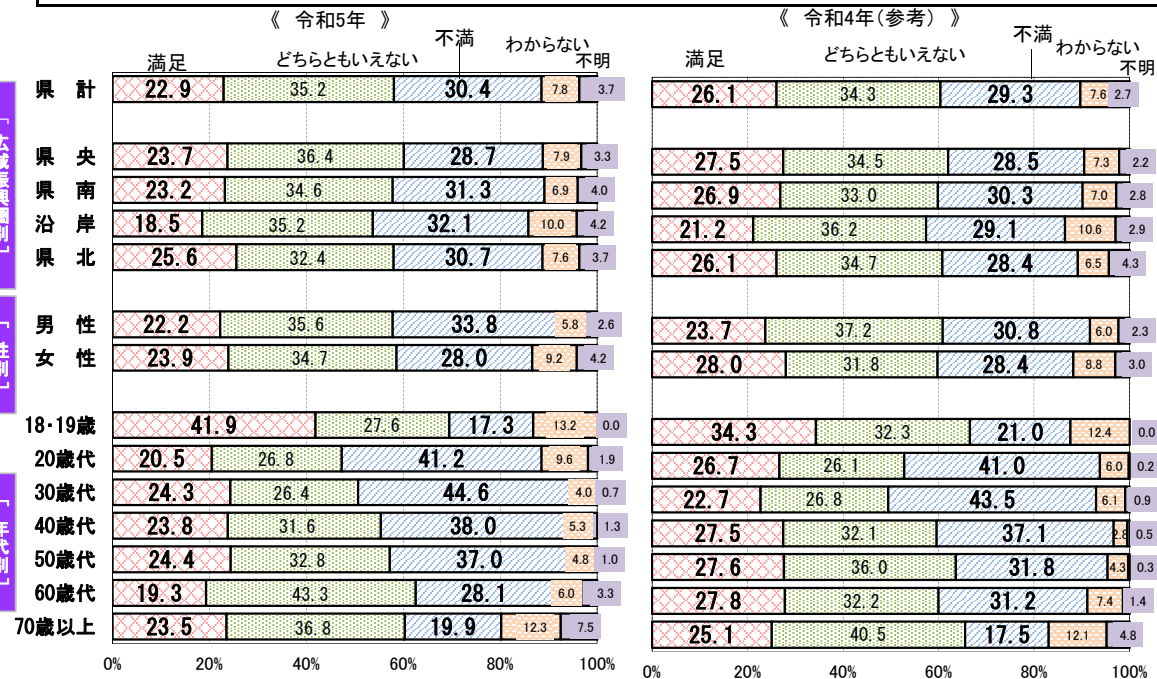 《 令和5年 》
《 令和4年(参考) 》
満足 どちらともいえない 不満 わからない 不明
満足 どちらともいえない 不満 わからない 不明
県 計 22.9 35.2 30.4 7.8 3.7 26.1 34.3 29.3 7.6 2.7
「広域振興圏別」
県 央 23.7 36.4 28.7 7.9 3.3 27.5 34.5 28.5 7.3 2.2
県 南 23.2 34.6 31.3 6.9 4.0 26.9 33.0 30.3 7.0 2.8
沿 岸 18.5 35.2 32.1 10.0 4.2 21.2 36.2 29.1 10.6 2.9
県 北 25.6 32.4 30.7 7.6 3.7 26.1 34.7 28.4 6.5 4.3
「性別」
男 性 22.2 35.6 33.8 5.8 2.6 23.7 37.2 30.8 6.0 2.3
女 性 23.9 34.7 28.0 9.2 4.2 28.0 31.8 28.4 8.8 3.0
「年代別」
18・19歳 41.9 27.6 17.3 13.2 0.0 34.3 32.3 21.0 12.4 0.0
20歳代 20.5 26.8 41.2 9.6 1.9 26.7 26.1 41.0 6.0 0.2
30歳代 24.3 26.4 44.6 4.0 0.7 22.7 26.8 43.5 6.1 0.9
40歳代 23.8 31.6 38.0 5.3 1.3 27.5 32.1 37.1 2.8 0.5
50歳代 24.4 32.8 37.0 4.8 1.0 27.6 36.0 31.8 4.3 0.3
60歳代 19.3 43.3 28.1 6.0 3.3 27.8 32.2 31.2 7.4 1.4
70歳以上 23.5 36.8 19.9 12.3 7.5 25.1 40.5 17.5 12.1 4.8
0% 20% 40% 60% 80% 100%
0% 20% 40% 60% 80% 100%